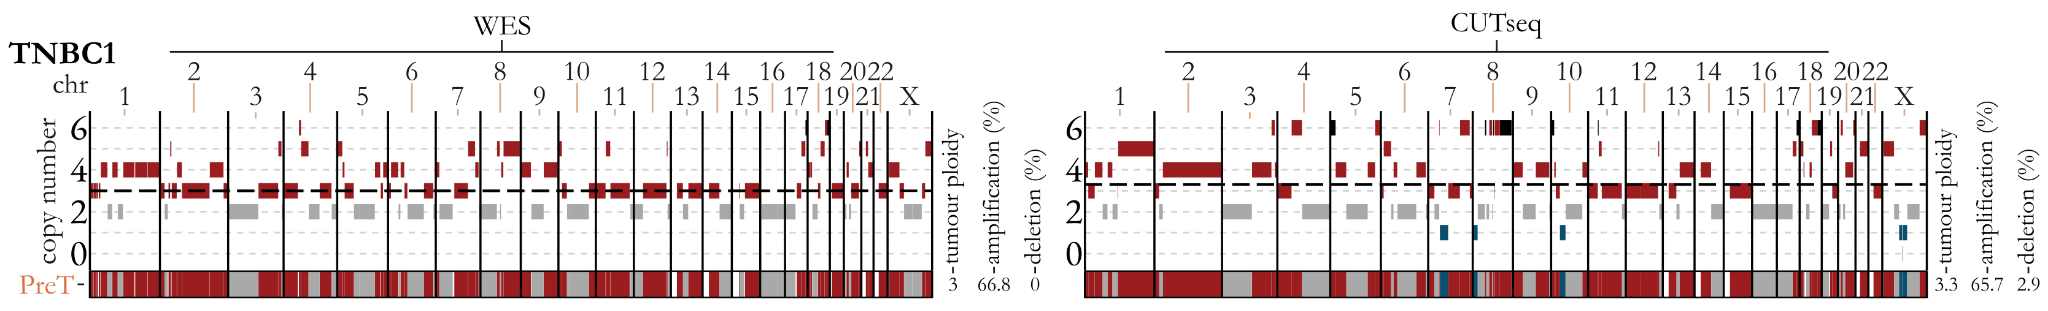 WES
TNBC1
chr
2 4 6 8 10 12 14 16 18 20 22
1 3 5 7 9 11 13 15 17 19 21 X
copy number
6
4
2
0
PreT-
3-tumour ploidy
66.8-amplification (%)
0-deletion (%)
CUTseq
2 4 6 8 10 12 14 16 18 20 22
1 3 5 7 9 11 13 15 17 19 21 X
6
4
2
0
3.3-tumour ploidy
65.7-amplification (%)
2.9-deletion (%)